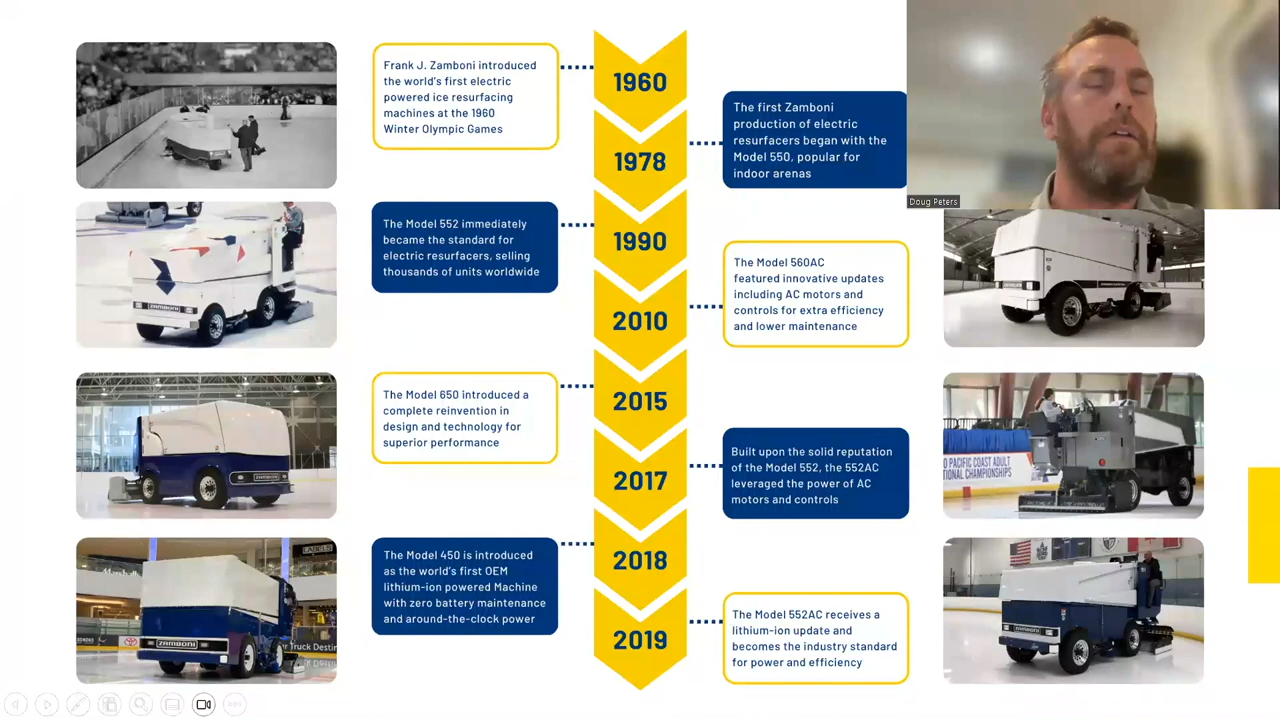 Frank J. Zamboni introduced
the world's first electric
powered ice resurfacing
machines at the 1960
Winter Olympic Games
1960
The first Zamboni
production of electric
resurfacers began with the
Model 550, popular for
indoor arenas
1978
Doug Peters
The Model 552 immediately
became the standard for
electric resurfacers, selling
thousands of units worldwide
1990
The Model 560AC
featured innovative updates
including AC motors and
controls for extra efficiency
and lower maintenance
2010
ZAMBONI
The Model 650 introduced a
complete reinvention in
design and technology for
superior performance
2015
Built upon the solid reputation
of the Model 552, the 552AC
leveraged the power of AC
motors and controls
2017
ZAMBONI
PACIFIC COAST ADULT
CHAMPIONSHIPS
The Model 450 is introduced
as the world's first OEM
lithium-ion powered Machine
with zero battery maintenance
and around-the-clock power
2018
The Model 552AC receives a
lithium-ion update and
becomes the industry standard
for power and efficiency
2019
ZAMBONI
Truck Desti
ZAMBONI